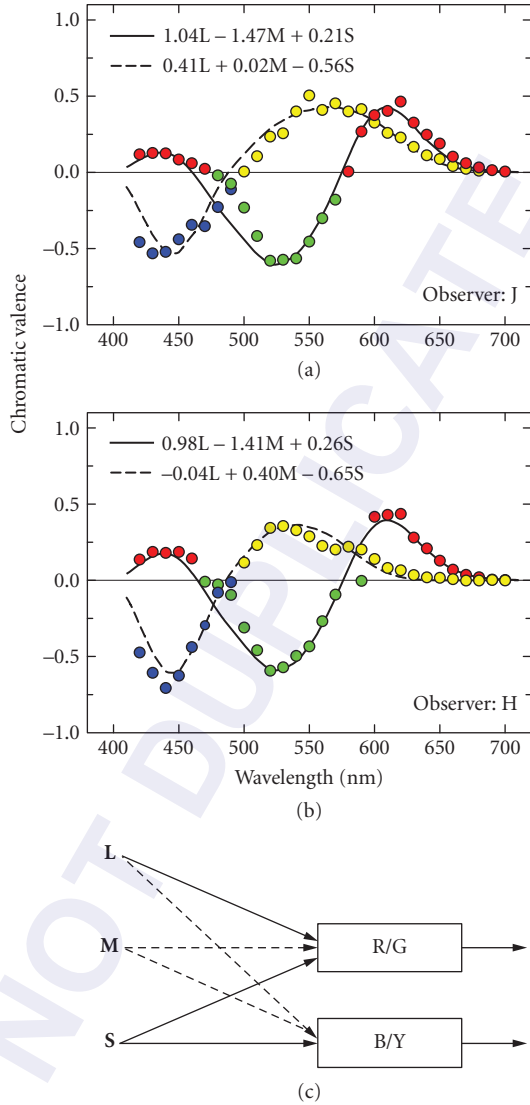 1.04L − 1.47M + 0.21S
0.41L + 0.02M − 0.56S
1.0
0.5
0.0
−0.5
−1.0
Observer: J
400 450 500 550 600 650 700
(a)
Chromatic valence
0.98L − 1.41M + 0.26S
−0.04L + 0.40M − 0.65S
1.0
0.5
0.0
−0.5
−1.0
Observer: H
400 450 500 550 600 650 700
Wavelength (nm)
(b)
L
M
S
R/G
B/Y
(c)
NOT DUPLICATE